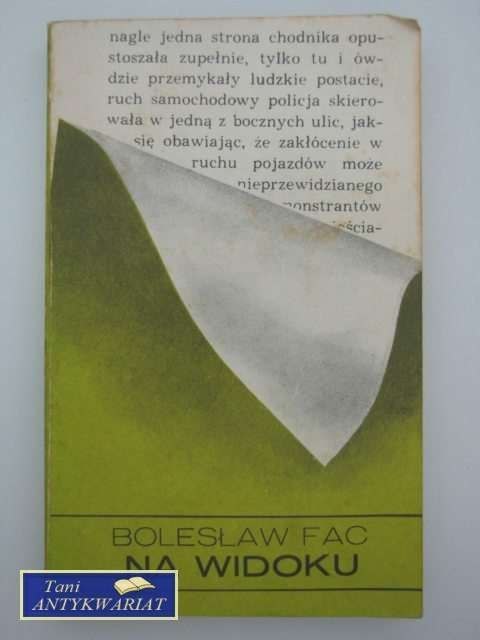 nagle jedna strona chodnika opu-
stoszała zupełnie, tylko tu i ów-
dzie przemykały ludzkie postacie,
ruch samochodowy policja skiero-
wała w jedną z bocznych ulic, jak-
się obawiając, że zakłócenie w
ruchu pojazdów może
nieprzewidzianego
BOLESŁAW FAC
NA WIDOKU
Tani
ANTYKWARIAT